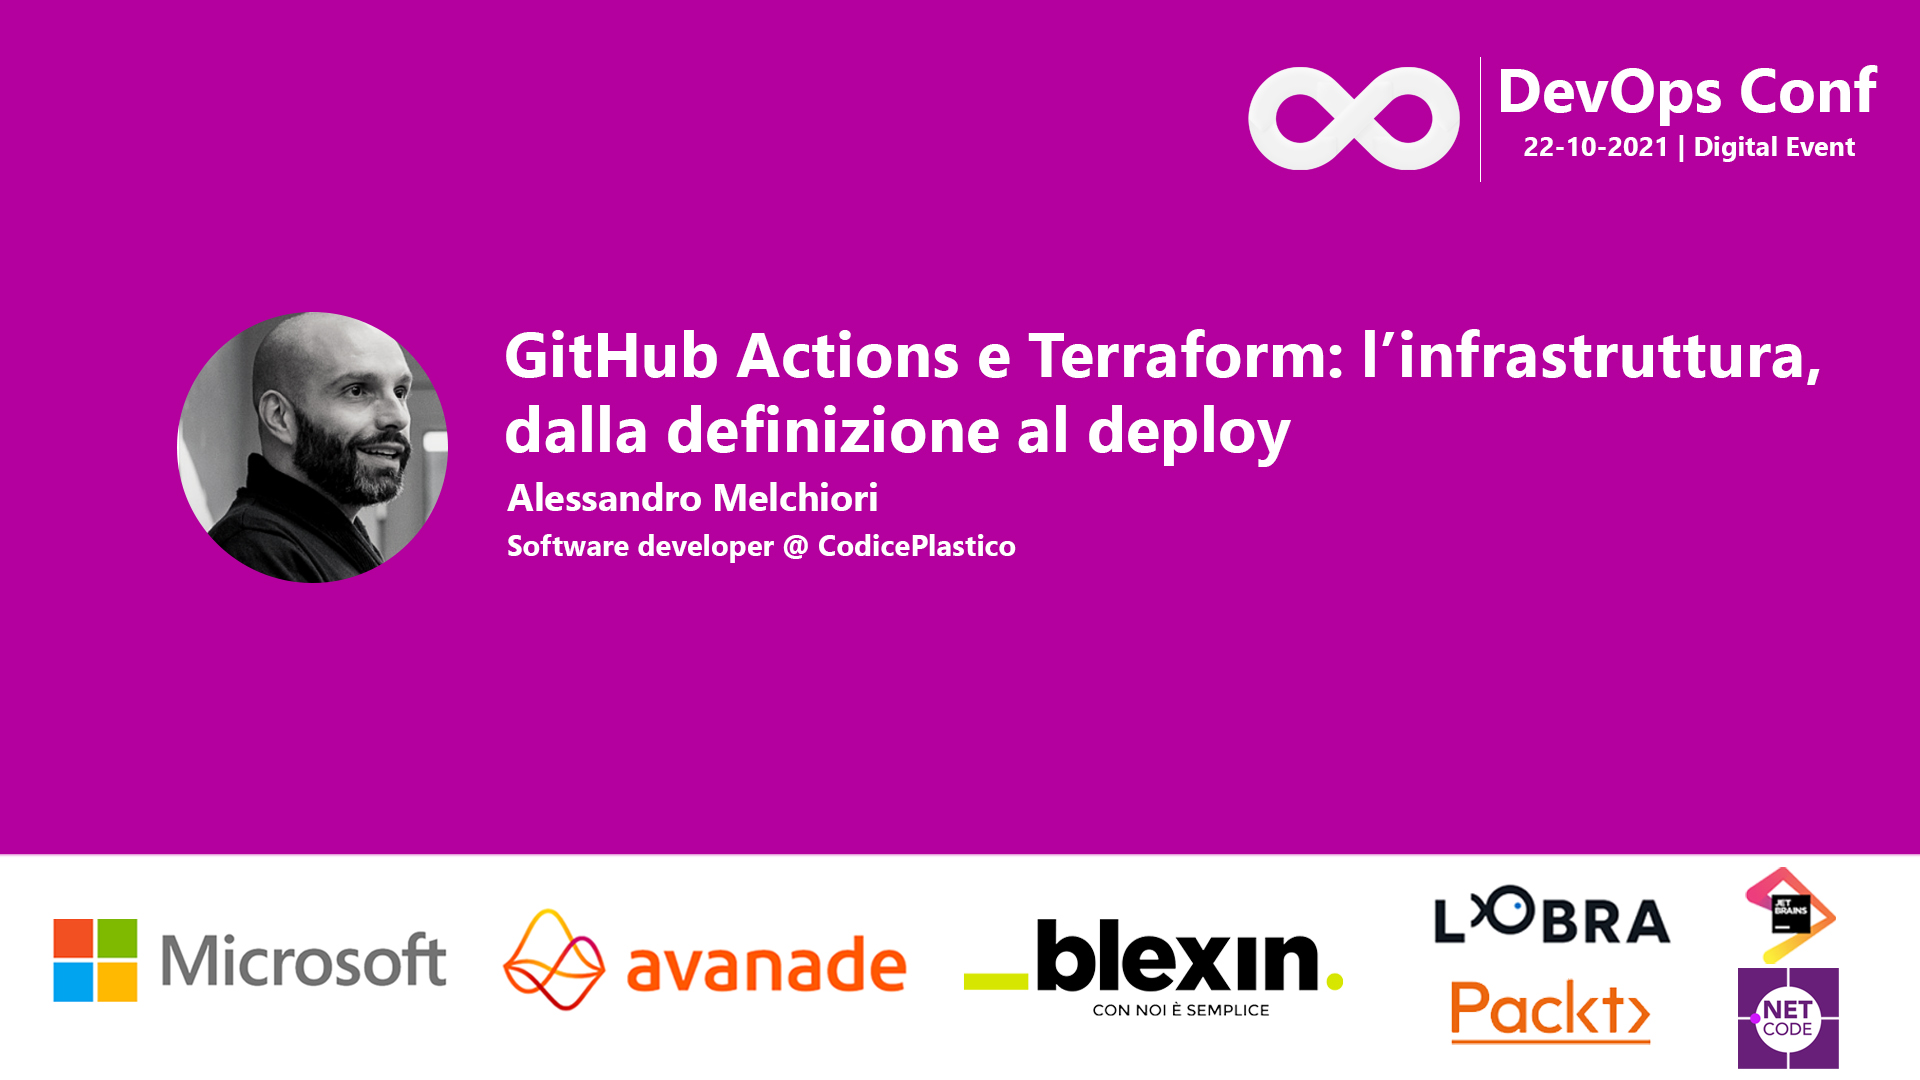 DevOps Conf
22-10-2021 | Digital Event
GitHub Actions e Terraform: l’infrastruttura,
dalla definizione al deploy
Alessandro Melchiori
Software developer @ CodicePlastico
Microsoft
avanade
blexin.
CON NOI È SEMPLICE
LOBRA
Packt
JET
BRAINS
NET
CODE